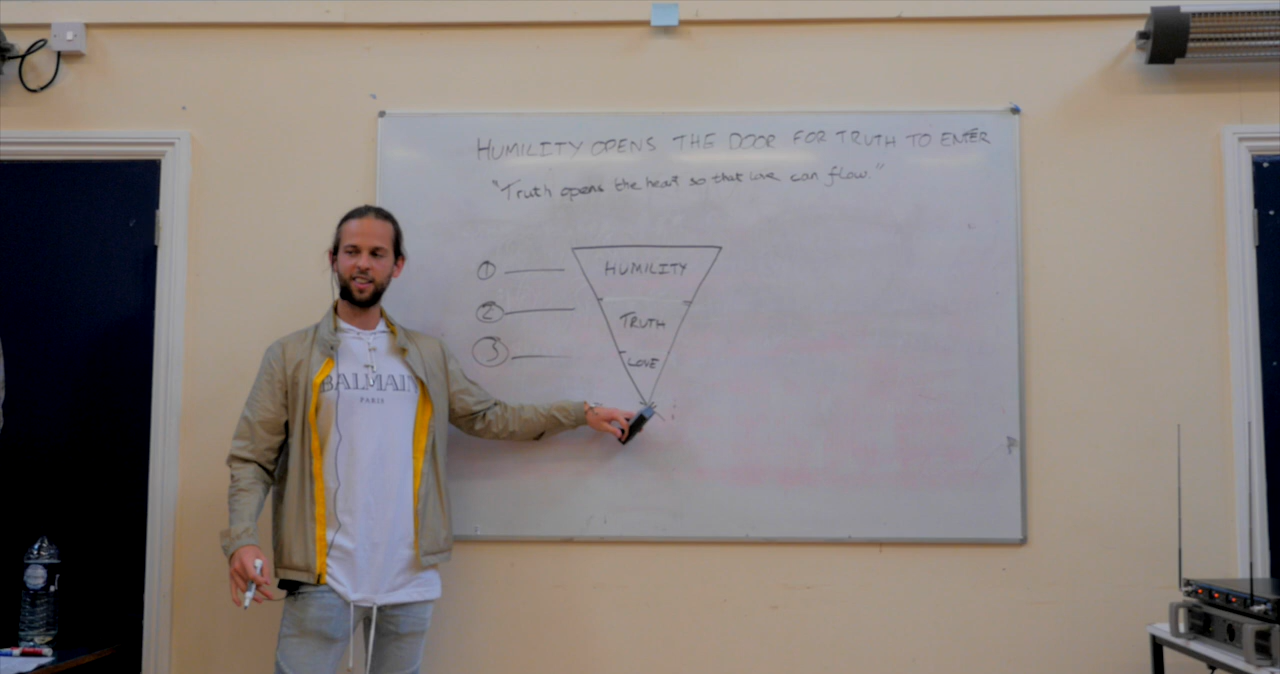 HUMILITY OPENS THE DOOR FOR TRUTH TO ENTER
"Truth opens the heart so that love can flow."
1 HUMILITY
2 TRUTH
3 LOVE
BALMAIN
PARIS